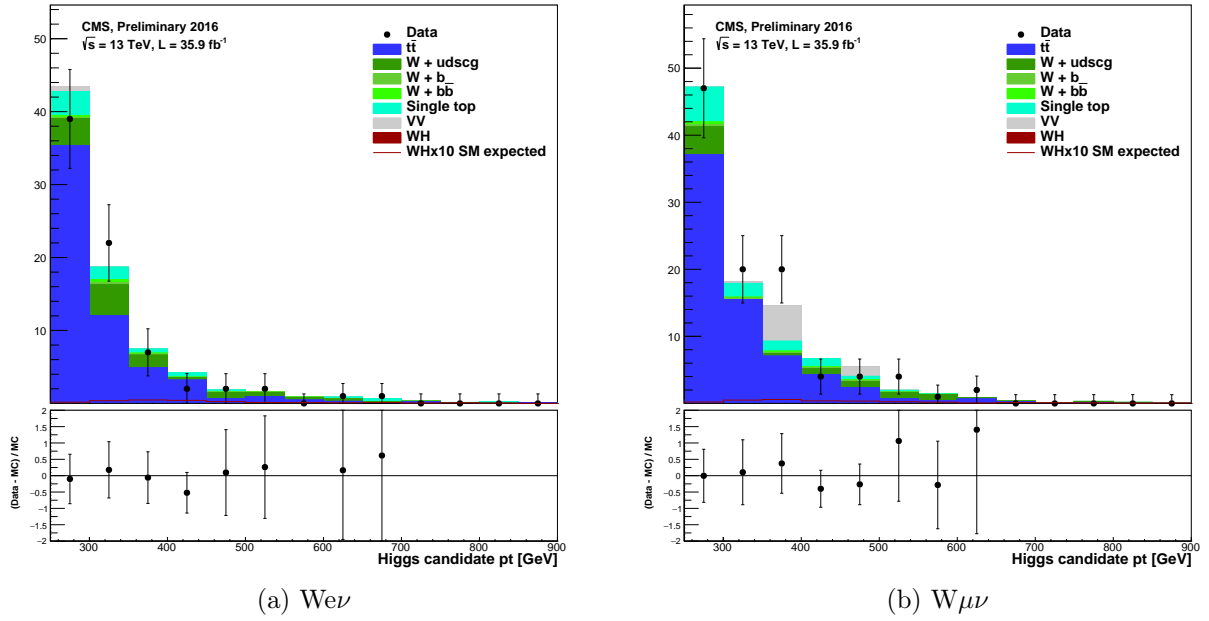 CMS, Preliminary 2016
√s = 13 TeV, L = 35.9 fb⁻¹
Data
tt̄
W + udscg
W + b
W + bb̄
Single top
VV
WH
WHx10 SM expected
50
40
30
20
10
(Data - MC) / MC
2
1.5
1
0.5
0
−0.5
−1
−1.5
−2
300 400 500 600 700 800 900
Higgs candidate pt [GeV]
(a) Weν
CMS, Preliminary 2016
√s = 13 TeV, L = 35.9 fb⁻¹
Data
tt̄
W + udscg
W + b
W + bb̄
Single top
VV
WH
WHx10 SM expected
50
40
30
20
10
(Data - MC) / MC
2
1.5
1
0.5
0
−0.5
−1
−1.5
−2
300 400 500 600 700 800 900
Higgs candidate pt [GeV]
(b) Wμν